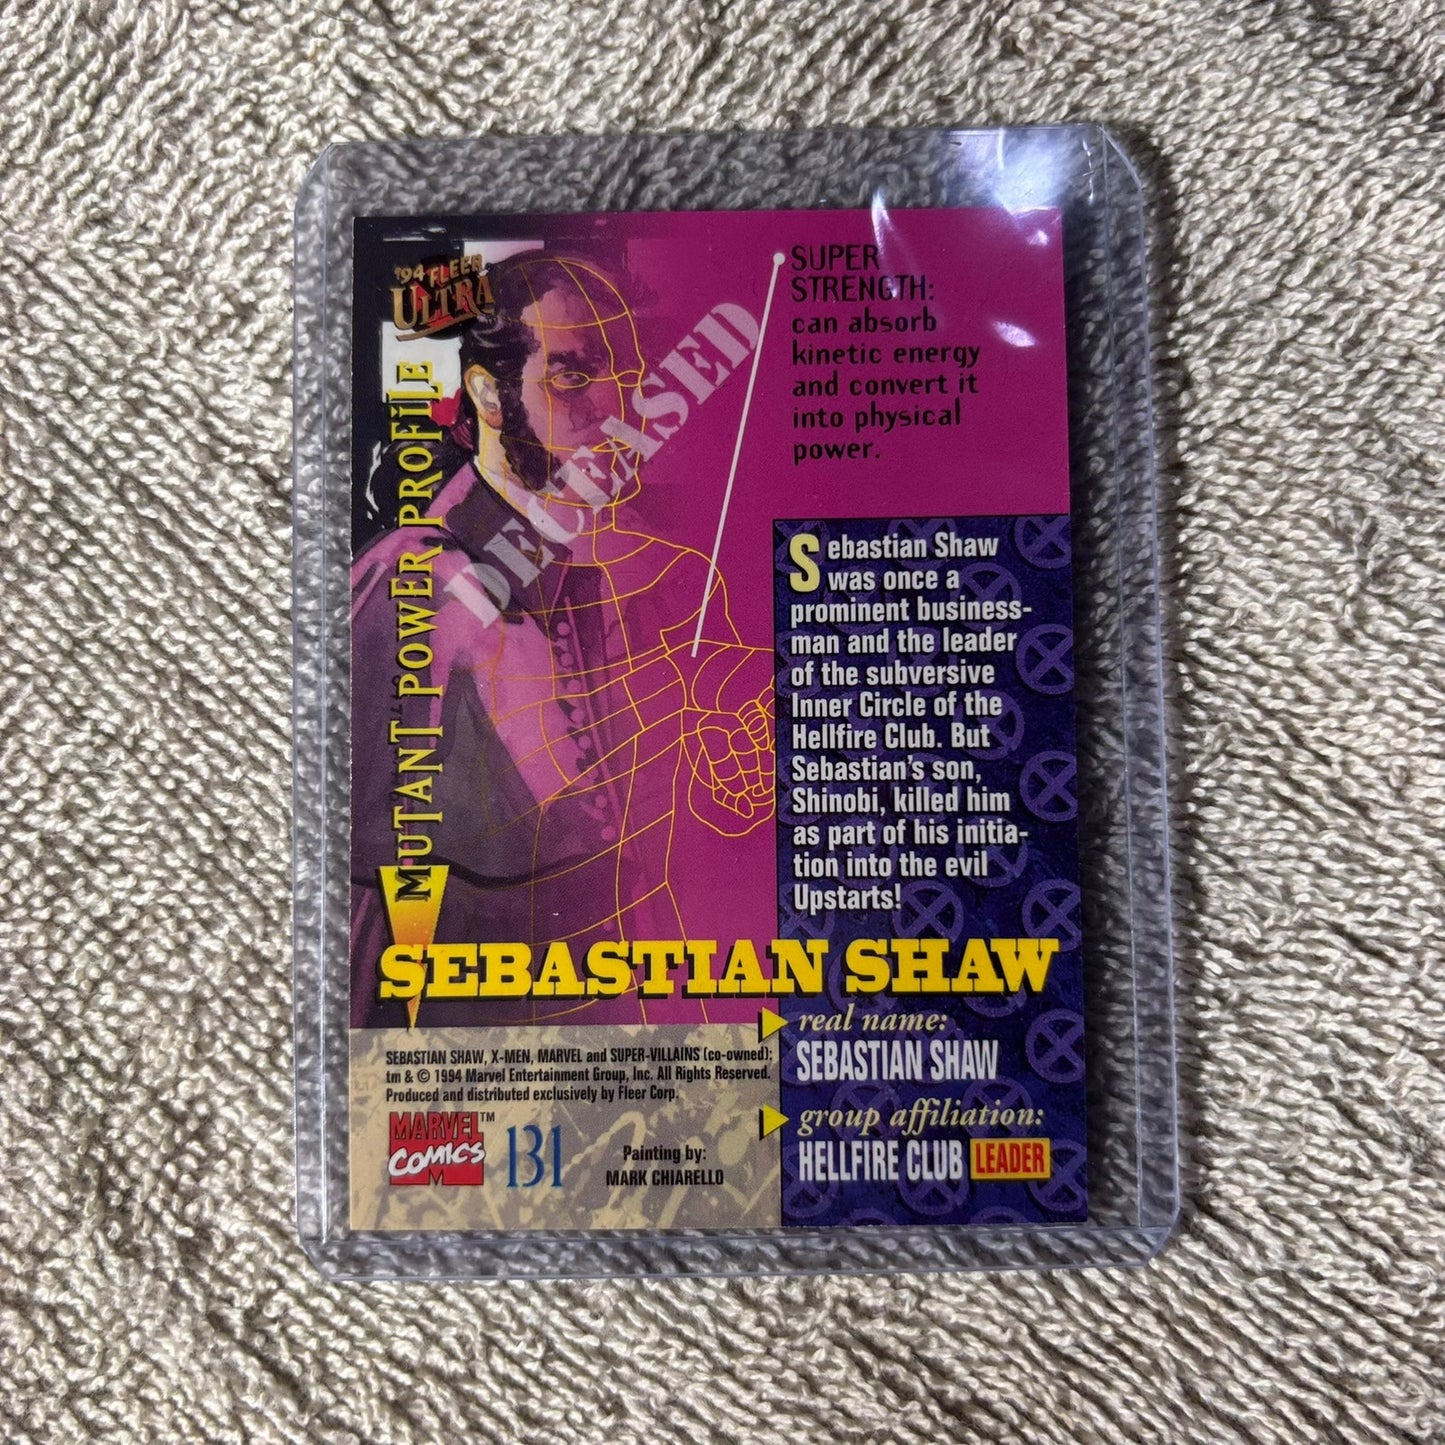 '94 FLEER
ULTRA
MUTANT POWER PROFILE
DECEASED
SUPER
STRENGTH:
can absorb
kinetic energy
and convert it
into physical
power.
Sebastian Shaw
was once a
prominent business-
man and the leader
of the subversive
Inner Circle of the
Hellfire Club. But
Sebastian's son,
Shinobi, killed him
as part of his initia-
tion into the evil
Upstarts!
SEBASTIAN SHAW
real name:
SEBASTIAN SHAW
group affiliation:
HELLFIRE CLUB LEADER
SEBASTIAN SHAW, X-MEN, MARVEL and SUPER-VILLAINS (co-owned);
tm & © 1994 Marvel Entertainment Group, Inc. All Rights Reserved.
Produced and distributed exclusively by Fleer Corp.
MARVEL™
COMICS
M
131
Painting by:
MARK CHIARELLO